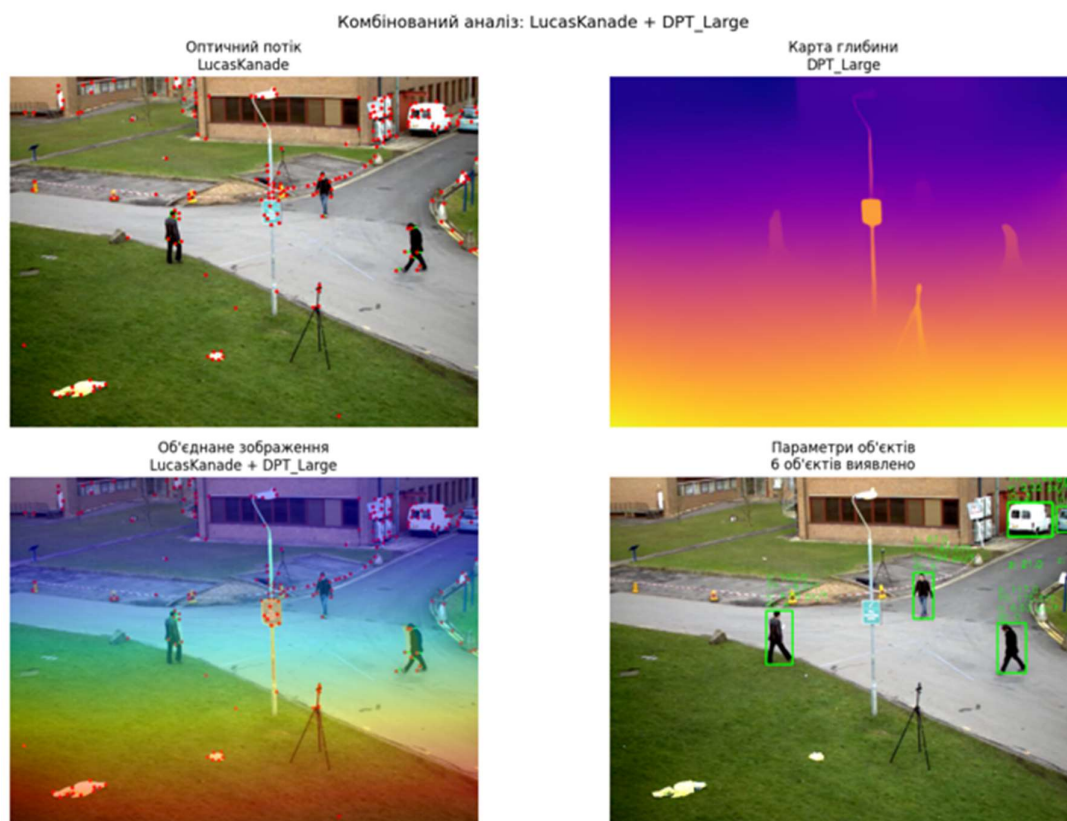 Комбінований аналіз: LucasKanade + DPT_Large
Оптичний потік
LucasKanade
Карта глибини
DPT_Large
Об'єднане зображення
LucasKanade + DPT_Large
Параметри об'єктів
6 об'єктів виявлено